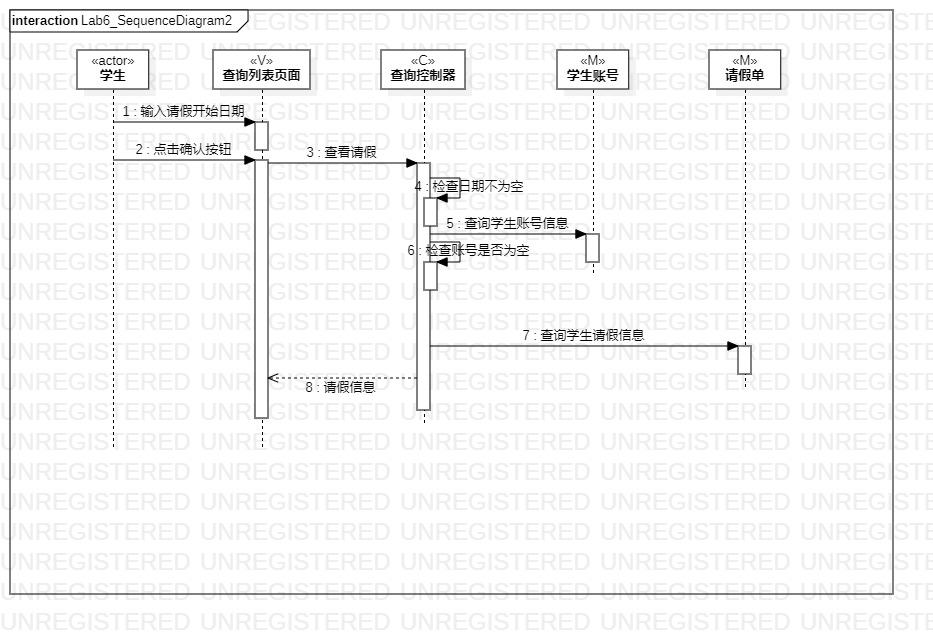 interaction Lab6_SequenceDiagram2
«actor»
学生
«V»
查询列表页面
«C»
查询控制器
«M»
学生账号
«M»
请假单
1 : 输入请假开始日期
2 : 点击确认按钮
3 : 查看请假
4 : 检查日期不为空
5 : 查询学生账号信息
6 : 检查账号是否为空
7 : 查询学生请假信息
8 : 请假信息
UNREGISTERED UNREGISTERED UNREGISTERED UNREGISTERED UNREGISTERED